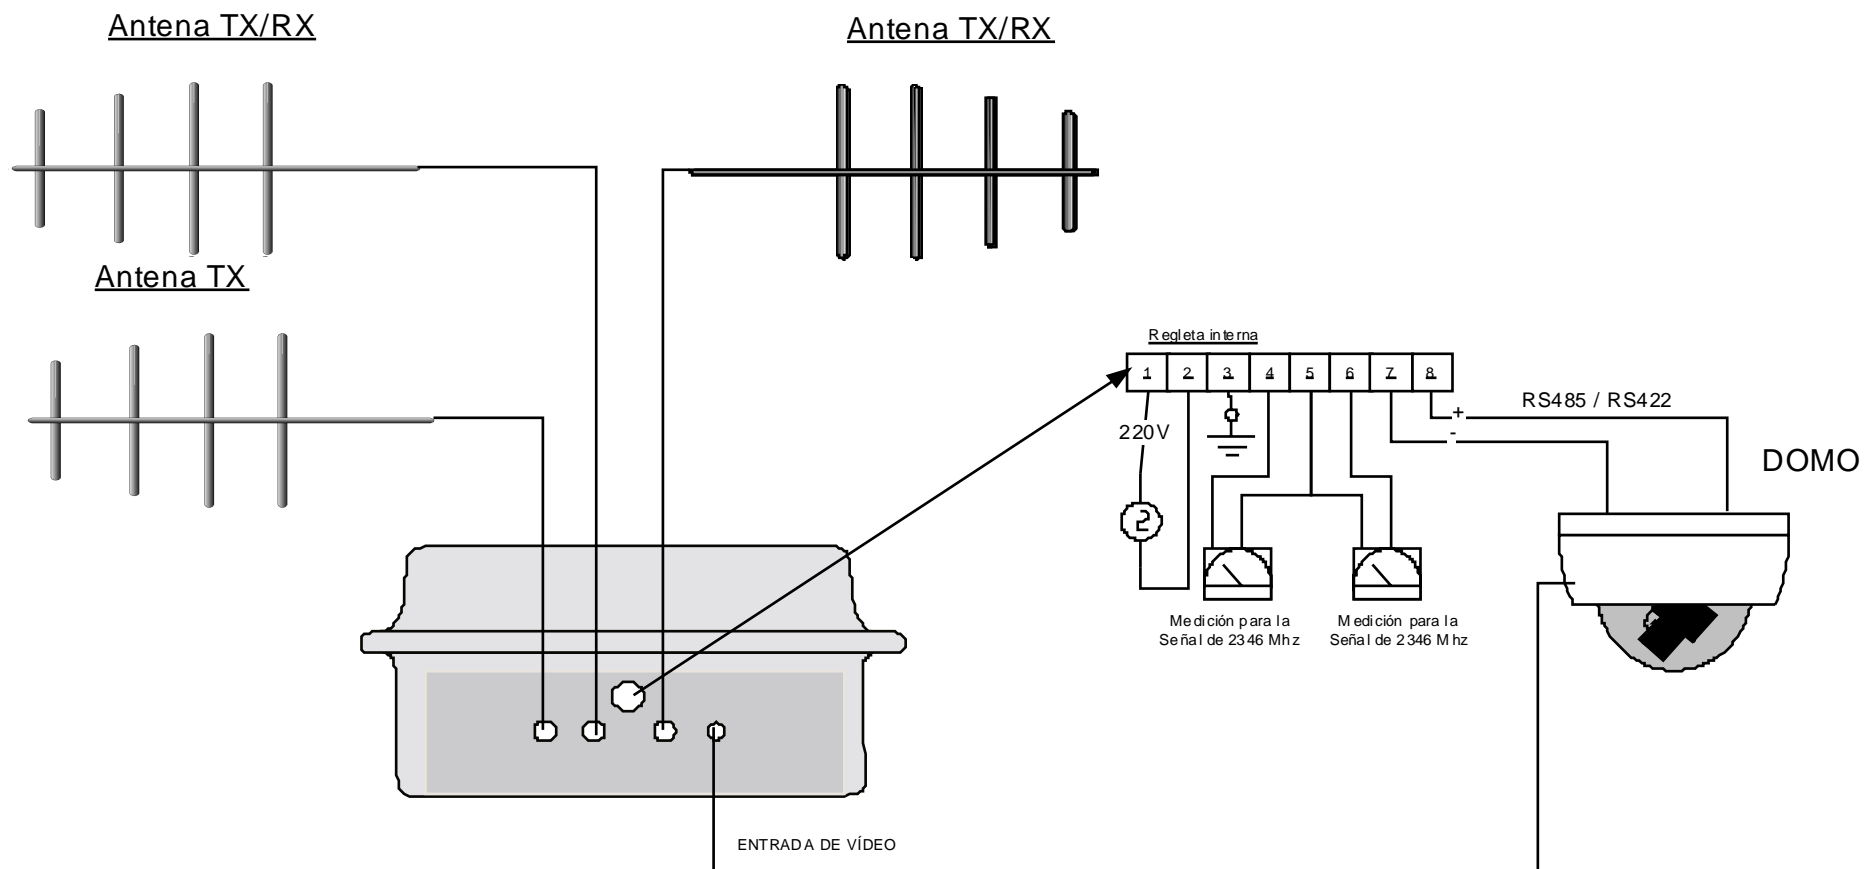 Antena TX/RX
Antena TX/RX
Antena TX
Regleta interna
1 2 3 4 5 6 7 8
220V
+
-
RS485 / RS422
DOMO
2
Medición para la
Señal de 2346 Mhz
Medición para la
Señal de 2346 Mhz
ENTRADA DE VÍDEO